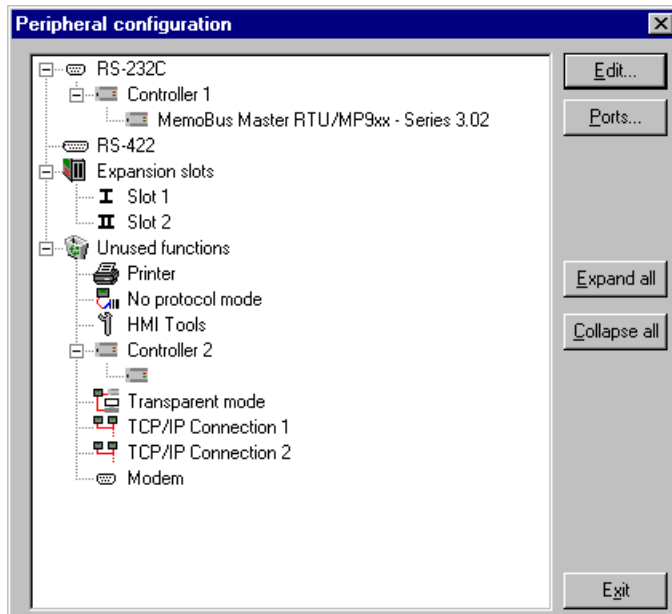 Peripheral configuration
RS-232C
Controller 1
MemoBus Master RTU/MP9xx - Series 3.02
RS-422
Expansion slots
Slot 1
Slot 2
Unused functions
Printer
No protocol mode
HMI Tools
Controller 2
Transparent mode
TCP/IP Connection 1
TCP/IP Connection 2
Modem
Edit...
Ports...
Expand all
Collapse all
Exit